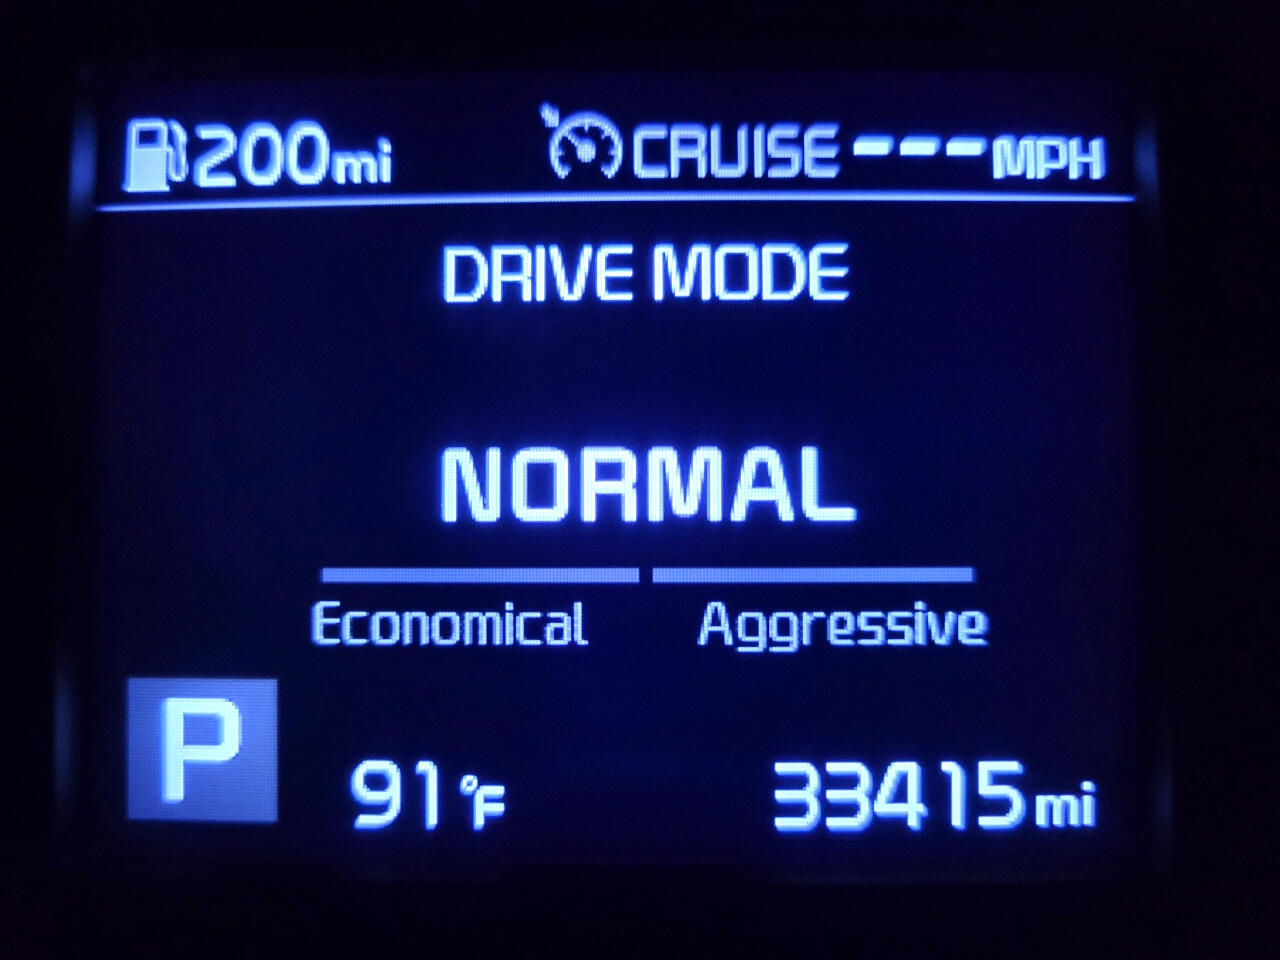 200mi CRUISE ---MPH
DRIVE MODE
NORMAL
Economical Aggressive
P 91°F 33415mi